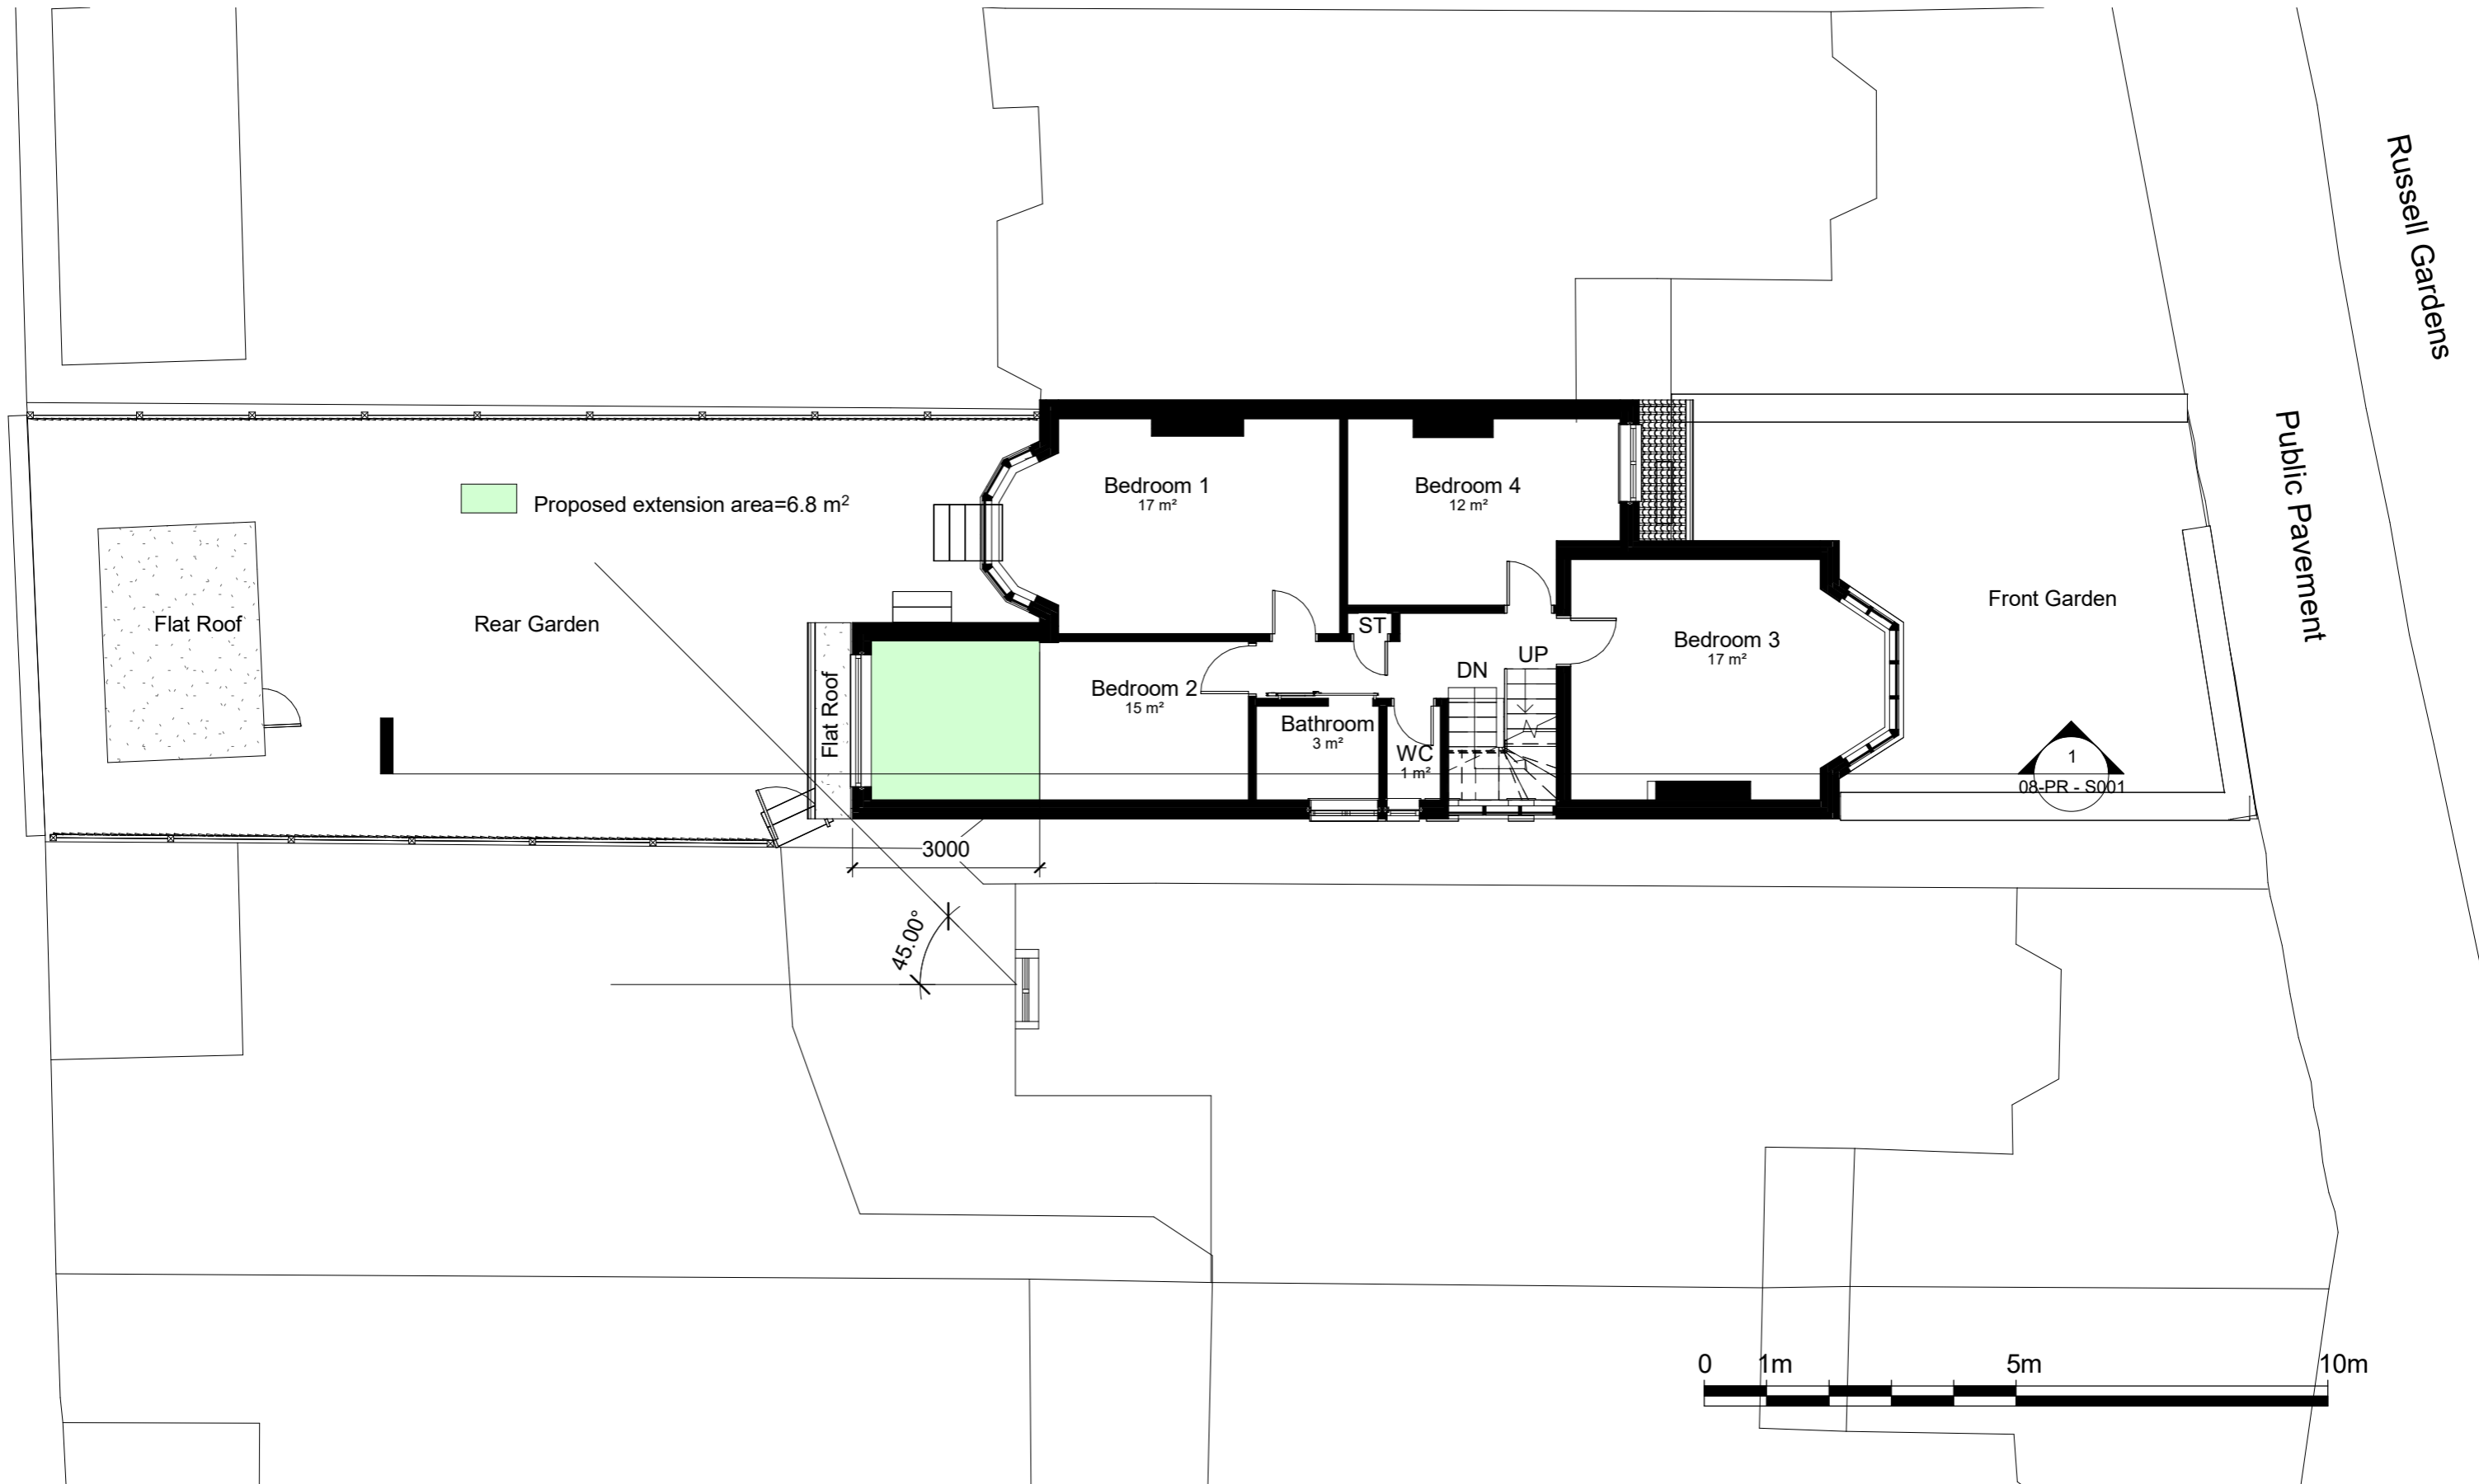 Russell Gardens
Public Pavement
Bedroom 1
17 m²
Bedroom 4
12 m²
Proposed extension area=6.8 m²
Flat Roof
Rear Garden
Front Garden
ST
Bedroom 3
17 m²
UP
DN
Bedroom 2
15 m²
Flat Roof
Bathroom
3 m²
WC
1 m²
1
08-PR - S001
3000
45.00°
0 1m 5m 10m